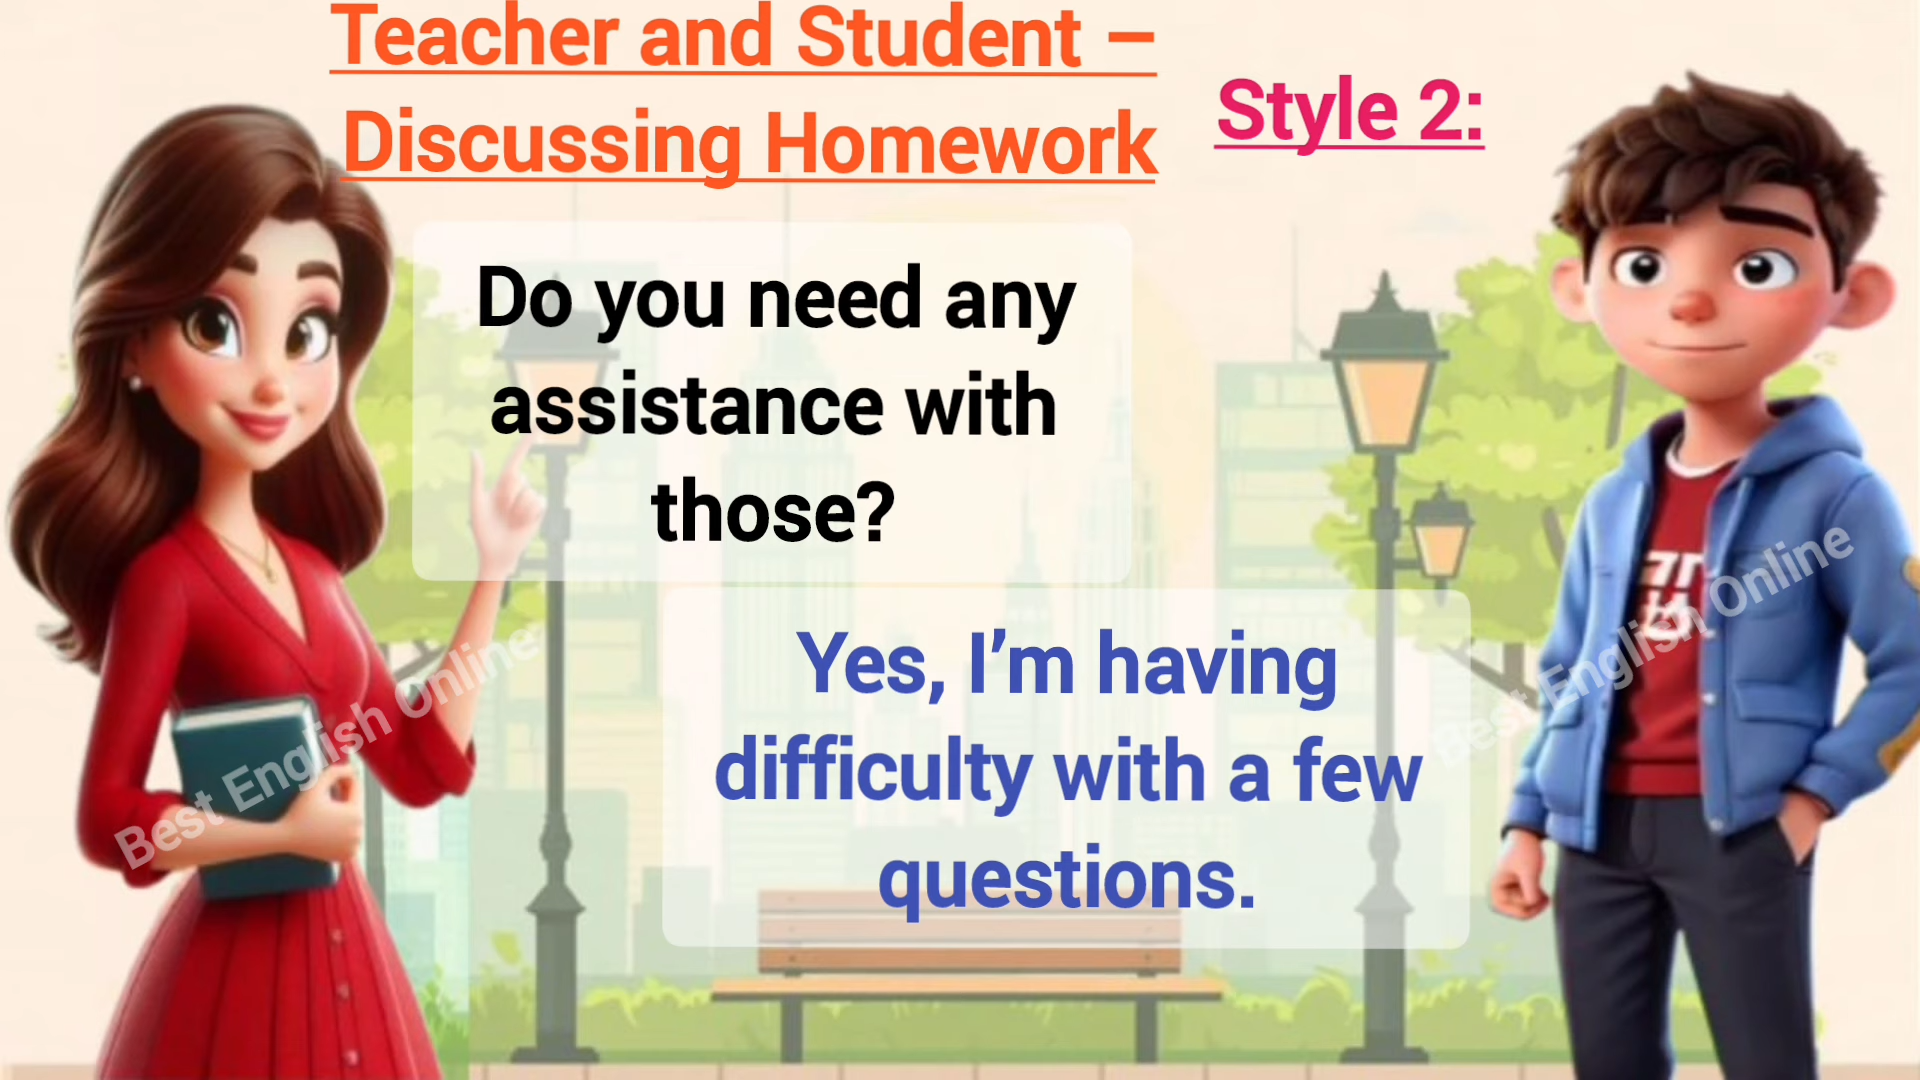 Teacher and Student –
Discussing Homework
Style 2:
Do you need any
assistance with
those?
Yes, I’m having
difficulty with a few
questions.
Best English Online
Best English Online